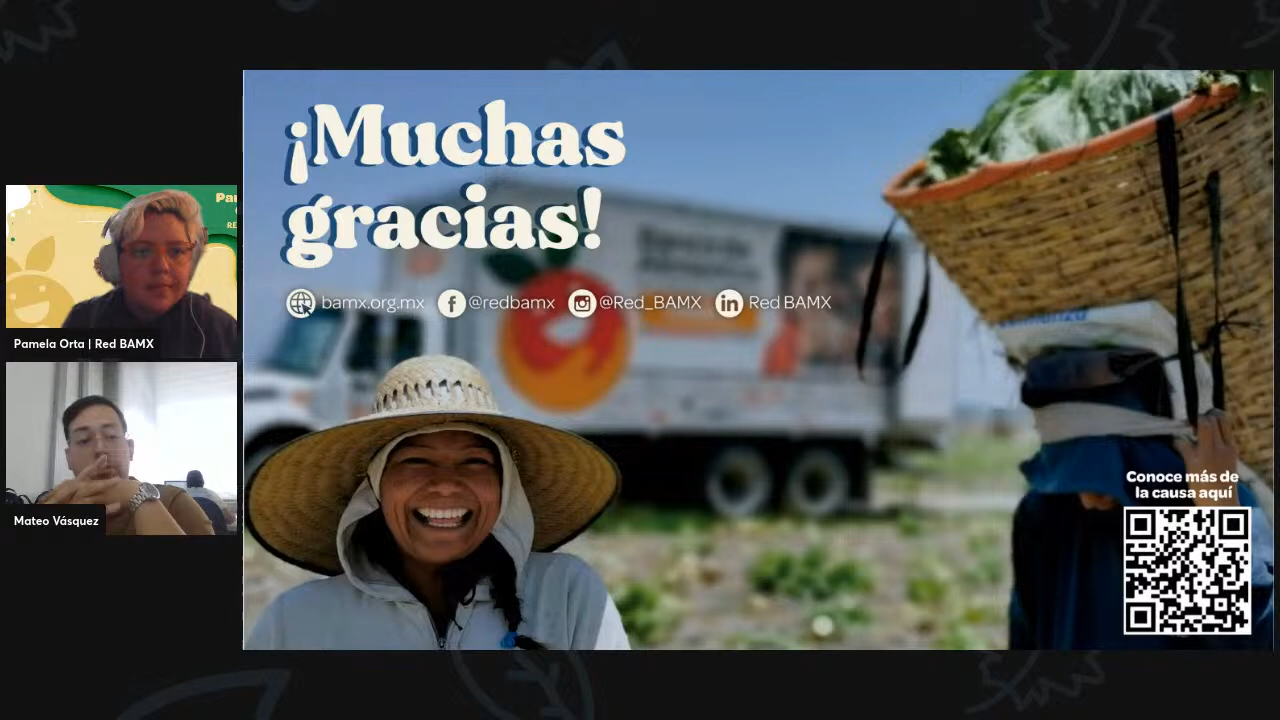 ¡Muchas
gracias!
bamx.org.mx @redbamx @Red_BAMX Red BAMX
Pamela Orta | Red BAMX
Mateo Vásquez
Conoce más de
la causa aquí